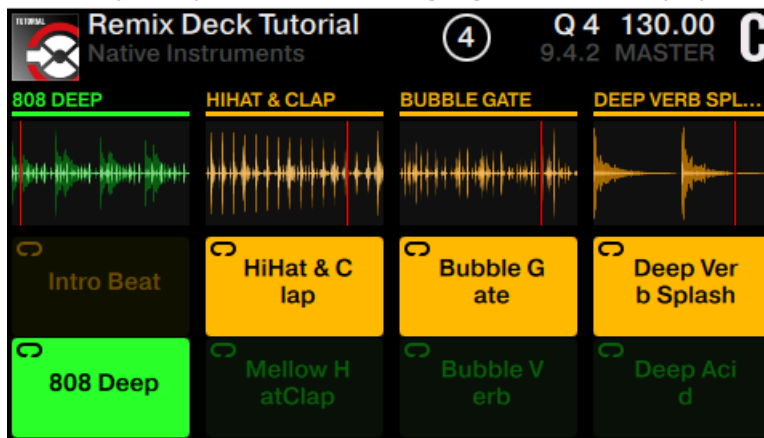 TUTORIAL
Remix Deck Tutorial
Native Instruments
4
Q 4 130.00
9.4.2 MASTER
C
808 DEEP HIHAT & CLAP BUBBLE GATE DEEP VERB SPL...
Intro Beat
HiHat & C
lap
Bubble G
ate
Deep Ver
b Splash
808 Deep
Mellow H
atClap
Bubble V
erb
Deep Aci
d